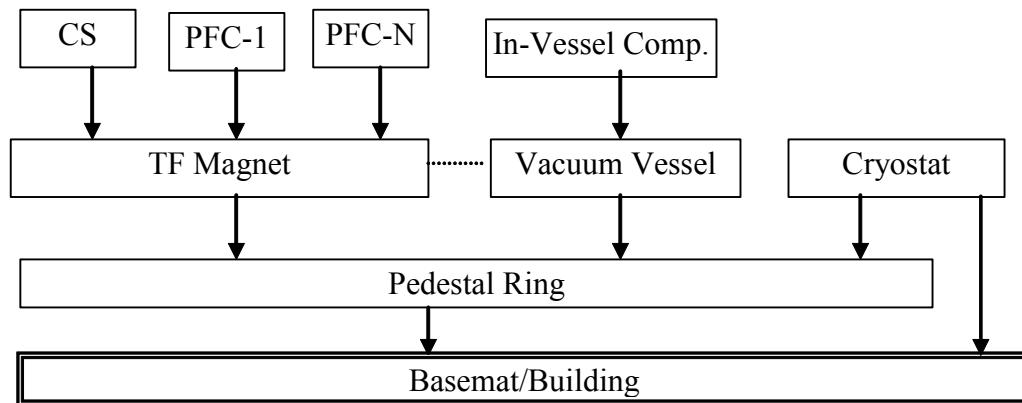 CS
PFC-1
PFC-N
In-Vessel Comp.
TF Magnet
Vacuum Vessel
Cryostat
Pedestal Ring
Basemat/Building